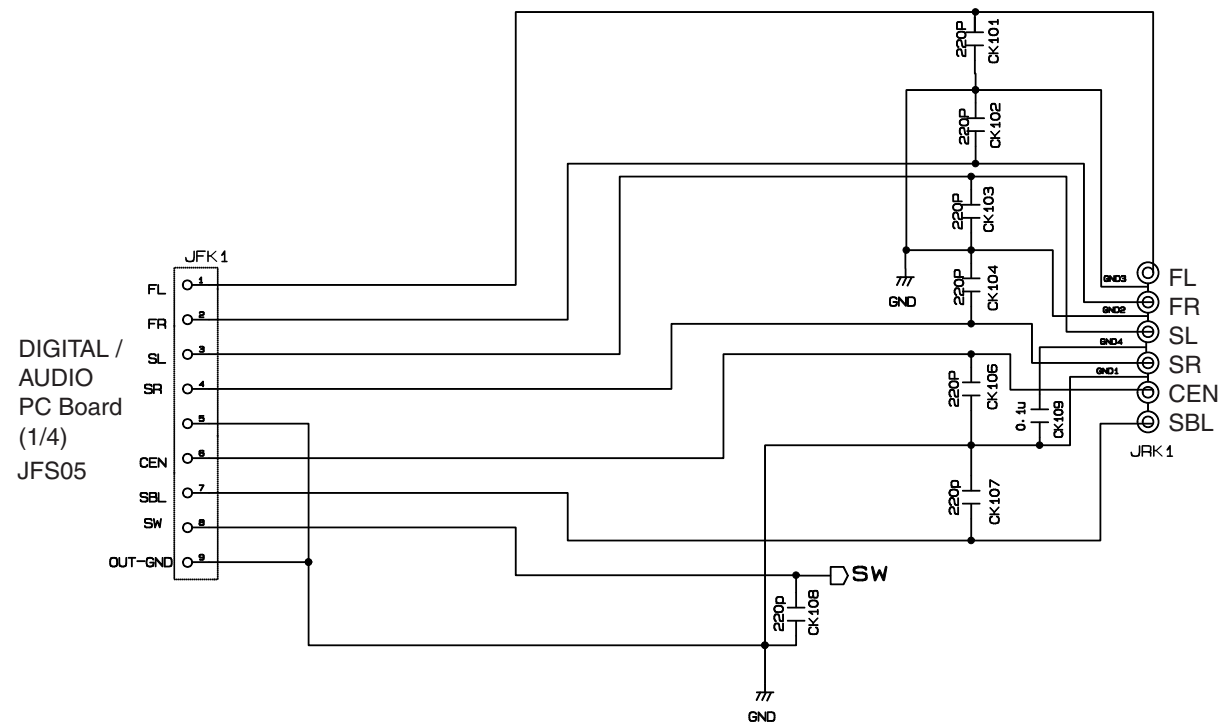 220P
CK101
220P
CK102
220P
CK103
220P
CK104
GND
JFK1
FL
1
FR
2
SL
3
SR
4
5
CEN
6
SBL
7
SW
8
OUT-GND
9
DIGITAL /
AUDIO
PC Board
(1/4)
JFS05
GND3
GND2
GND4
GND1
FL
FR
SL
SR
CEN
SBL
JRK1
220P
CK106
0.1u
CK109
220p
CK107
SW
220p
CK108
GND